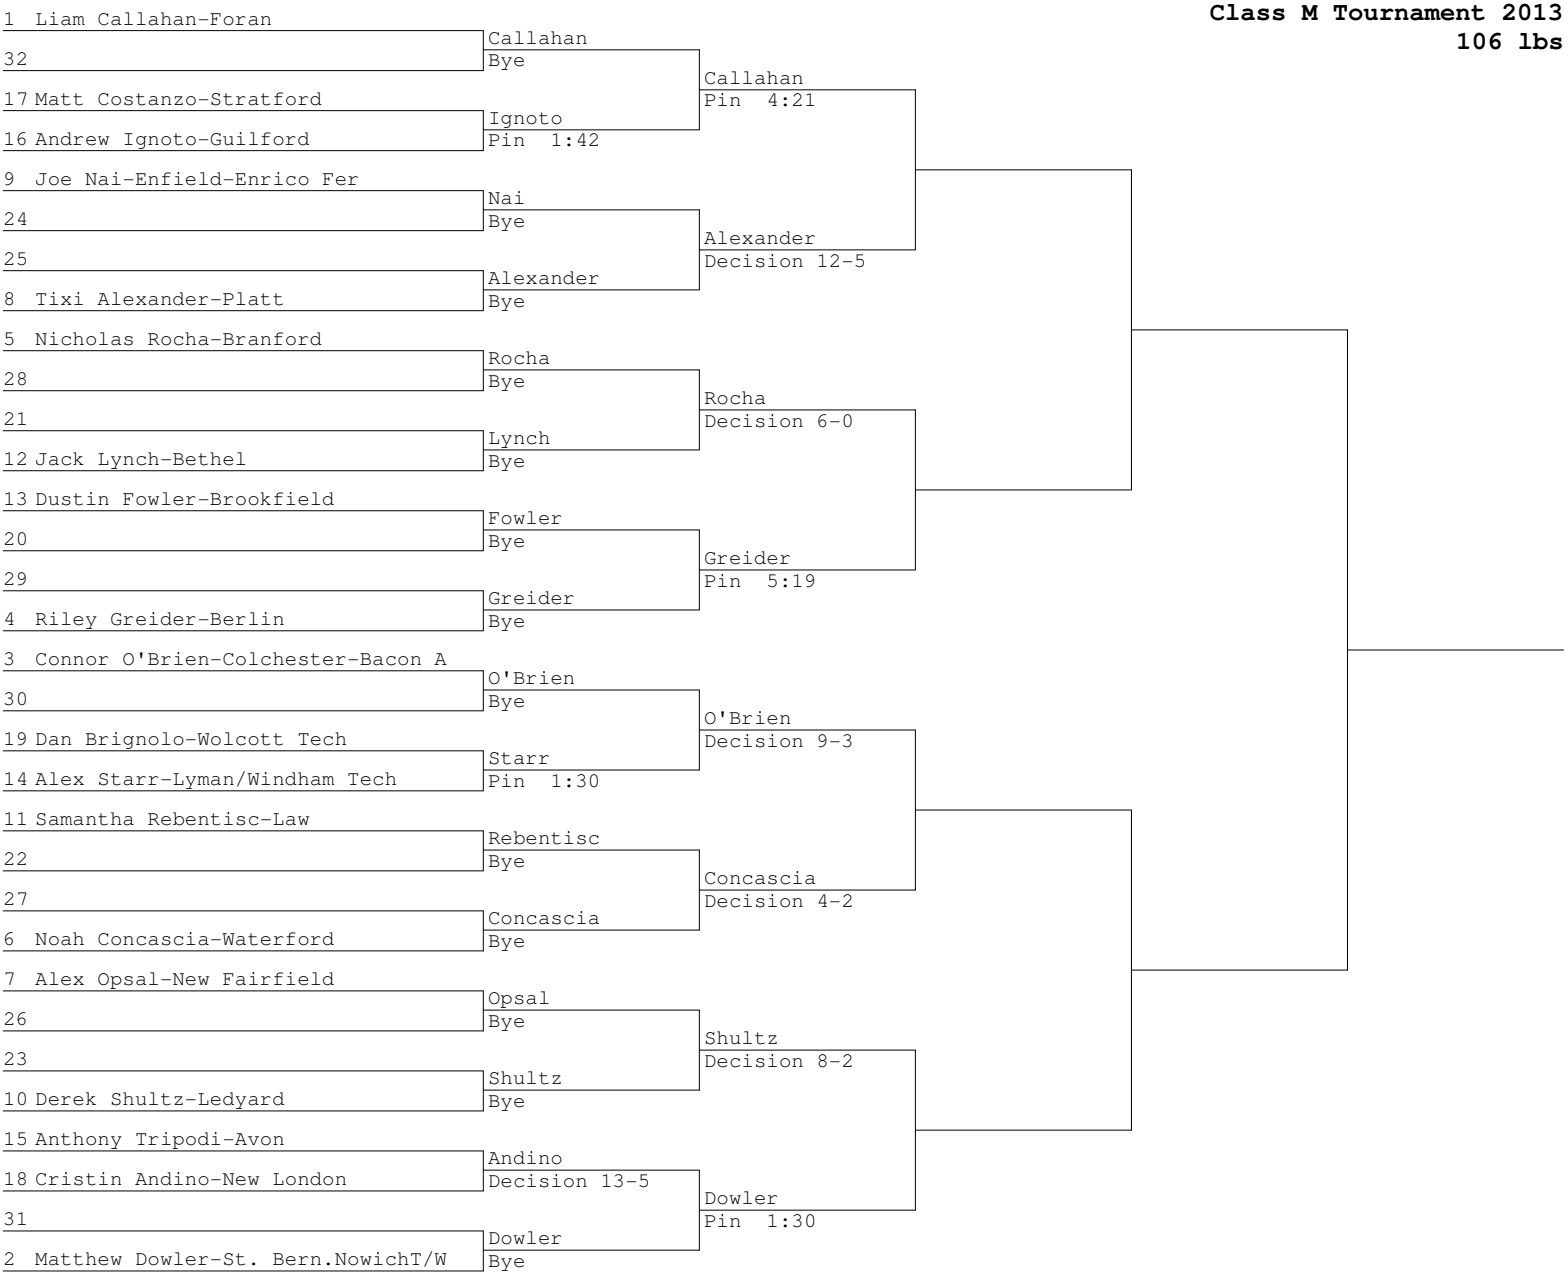 Class M Tournament 2013
106 lbs
1 Liam Callahan-Foran
32
17 Matt Costanzo-Stratford
16 Andrew Ignoto-Guilford
9 Joe Nai-Enfield-Enrico Fer
24
25
8 Tixi Alexander-Platt
5 Nicholas Rocha-Branford
28
21
12 Jack Lynch-Bethel
13 Dustin Fowler-Brookfield
20
29
4 Riley Greider-Berlin
3 Connor O'Brien-Colchester-Bacon A
30
19 Dan Brignolo-Wolcott Tech
14 Alex Starr-Lyman/Windham Tech
11 Samantha Rebentisc-Law
22
27
6 Noah Concascia-Waterford
7 Alex Opsal-New Fairfield
26
23
10 Derek Shultz-Ledyard
15 Anthony Tripodi-Avon
18 Cristin Andino-New London
31
2 Matthew Dowler-St. Bern.NowichT/W
Callahan
Bye
Ignoto
Pin 1:42
Nai
Bye
Alexander
Bye
Rocha
Bye
Lynch
Bye
Fowler
Bye
Greider
Bye
O'Brien
Bye
Starr
Pin 1:30
Rebentisc
Bye
Concascia
Bye
Opsal
Bye
Shultz
Bye
Andino
Decision 13-5
Dowler
Bye
Callahan
Pin 4:21
Alexander
Decision 12-5
Rocha
Decision 6-0
Greider
Pin 5:19
O'Brien
Decision 9-3
Concascia
Decision 4-2
Shultz
Decision 8-2
Dowler
Pin 1:30